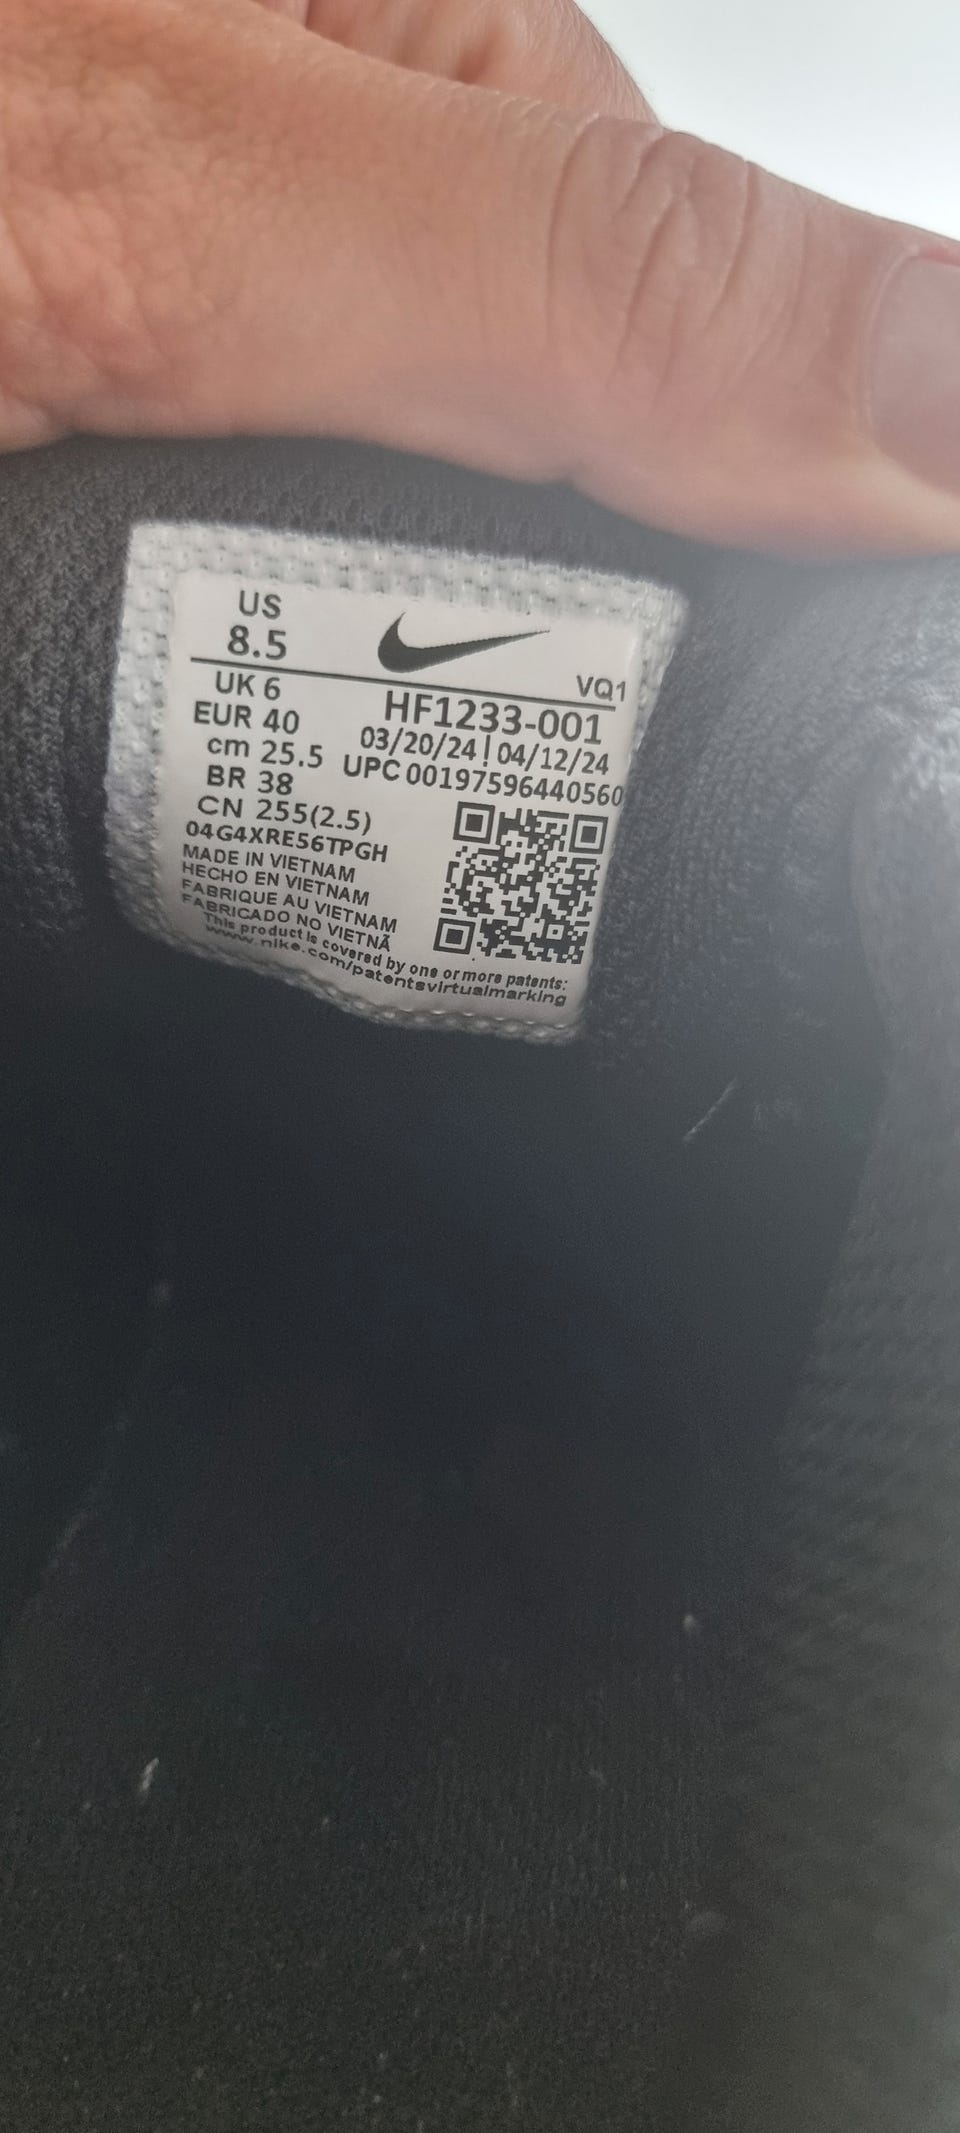 US
8.5
VQ1
UK 6
HF1233-001
EUR 40
03/20/24 | 04/12/24
cm 25.5
UPC 00197596440560
BR 38
CN 255(2.5)
04G4XRE56TPGH
MADE IN VIETNAM
HECHO EN VIETNAM
FABRIQUE AU VIETNAM
FABRICADO NO VIETNÃ
This product is covered by one or more patents:
www.nike.com/patentsvirtualmarking